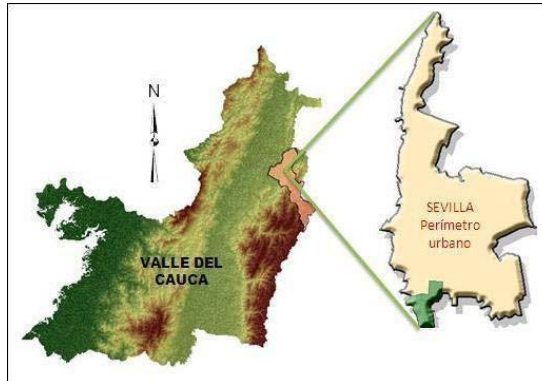 N
VALLE DEL
CAUCA
SEVILLA
Perímetro
urbano